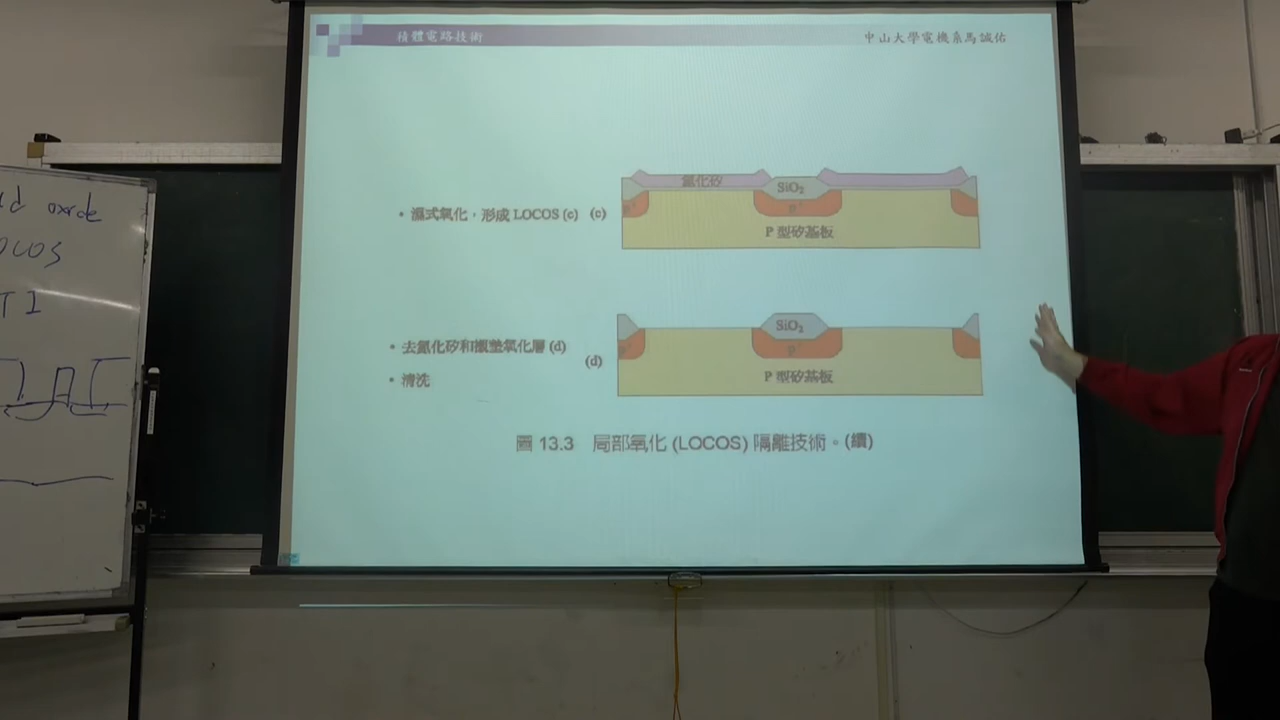 積體電路技術
中山大學電機系馬誠佑
• 濕式氧化，形成 LOCOS (c) (c)
氮化矽
SiO₂
P⁺
P⁺
P 型矽基板
• 去氮化矽和襯墊氧化層 (d)
(d)
• 清洗
SiO₂
P⁺
P 型矽基板
圖 13.3 局部氧化 (LOCOS) 隔離技術。(續)
oxide
OCOS
TI